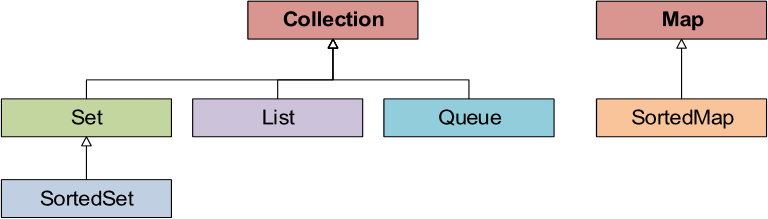 Collection
Map
Set
List
Queue
SortedMap
SortedSet